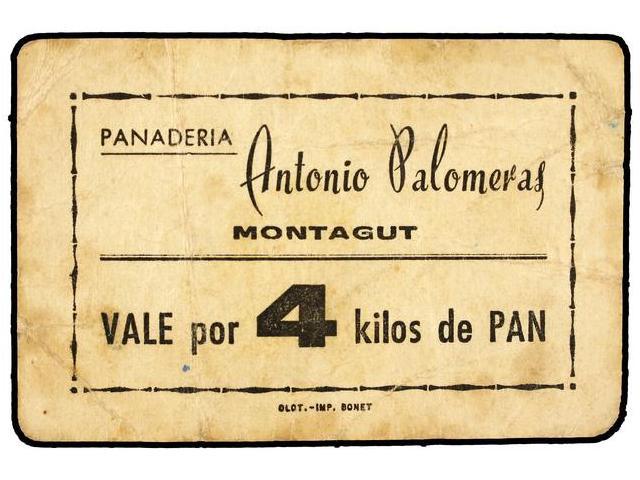 PANADERIA Antonio Palomeras
MONTAGUT
VALE por 4 kilos de PAN
OLOT.-IMP. BONET